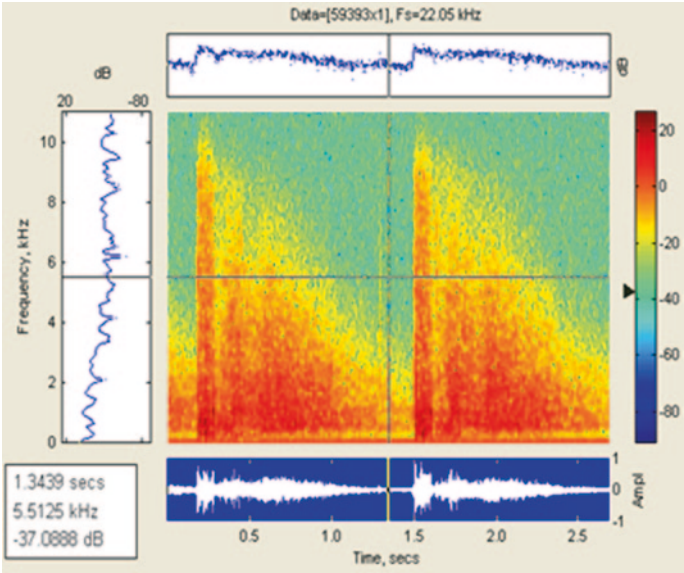 Data=[59393x1], Fs=22.05 kHz
dB
20 -80
dB
10
8
6
4
2
0
Frequency, kHz
20
0
-20
-40
-60
-80
1.3439 secs
5.5125 kHz
-37.0888 dB
1
0
-1
Ampl
0.5 1.0 1.5 2.0 2.5
Time, secs